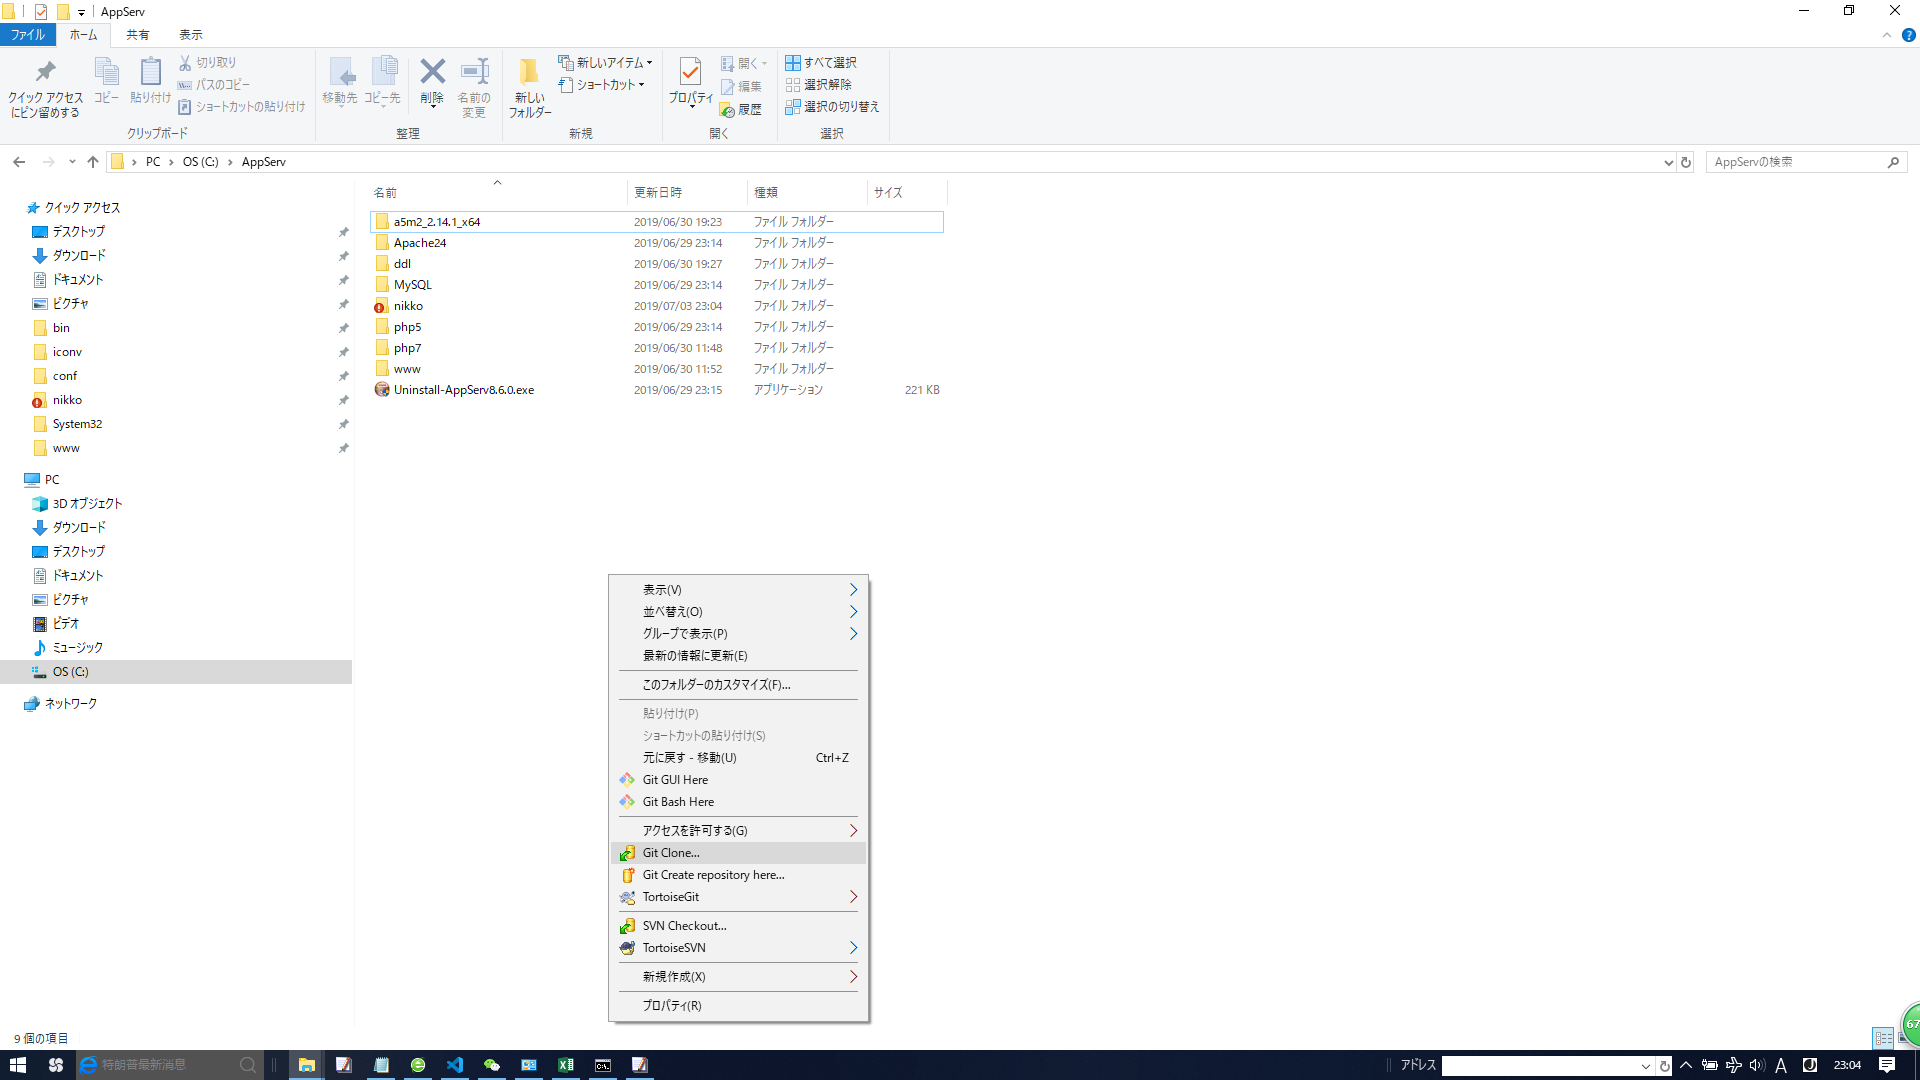 AppServ
ファイル
ホーム
共有
表示
クイック アクセス
にピン留めする
コピー
貼り付け
切り取り
パスのコピー
ショートカットの貼り付け
クリップボード
移動先
コピー先
削除
名前の
変更
整理
新しい
フォルダー
新しいアイテム
ショートカット
新規
プロパティ
開く
編集
履歴
開く
すべて選択
選択解除
選択の切り替え
選択
PC
OS (C:)
AppServ
AppServの検索
名前
更新日時
種類
サイズ
a5m2_2.14.1_x64 2019/06/30 19:23 ファイル フォルダー
Apache24 2019/06/29 23:14 ファイル フォルダー
ddl 2019/06/30 19:27 ファイル フォルダー
MySQL 2019/06/29 23:14 ファイル フォルダー
nikko 2019/07/03 23:04 ファイル フォルダー
php5 2019/06/29 23:14 ファイル フォルダー
php7 2019/06/30 11:48 ファイル フォルダー
www 2019/06/30 11:52 ファイル フォルダー
Uninstall-AppServ8.6.0.exe 2019/06/29 23:15 アプリケーション 221 KB
クイック アクセス
デスクトップ
ダウンロード
ドキュメント
ピクチャ
bin
iconv
conf
nikko
System32
www
PC
3D オブジェクト
ダウンロード
デスクトップ
ドキュメント
ピクチャ
ビデオ
ミュージック
OS (C:)
ネットワーク
表示(V)
並べ替え(O)
グループで表示(P)
最新の情報に更新(E)
このフォルダーのカスタマイズ(F)...
貼り付け(P)
ショートカットの貼り付け(S)
元に戻す - 移動(U) Ctrl+Z
Git GUI Here
Git Bash Here
アクセスを許可する(G)
Git Clone...
Git Create repository here...
TortoiseGit
SVN Checkout...
TortoiseSVN
新規作成(X)
プロパティ(R)
9 個の項目
67
特朗普最新消息
アドレス
A
23:04